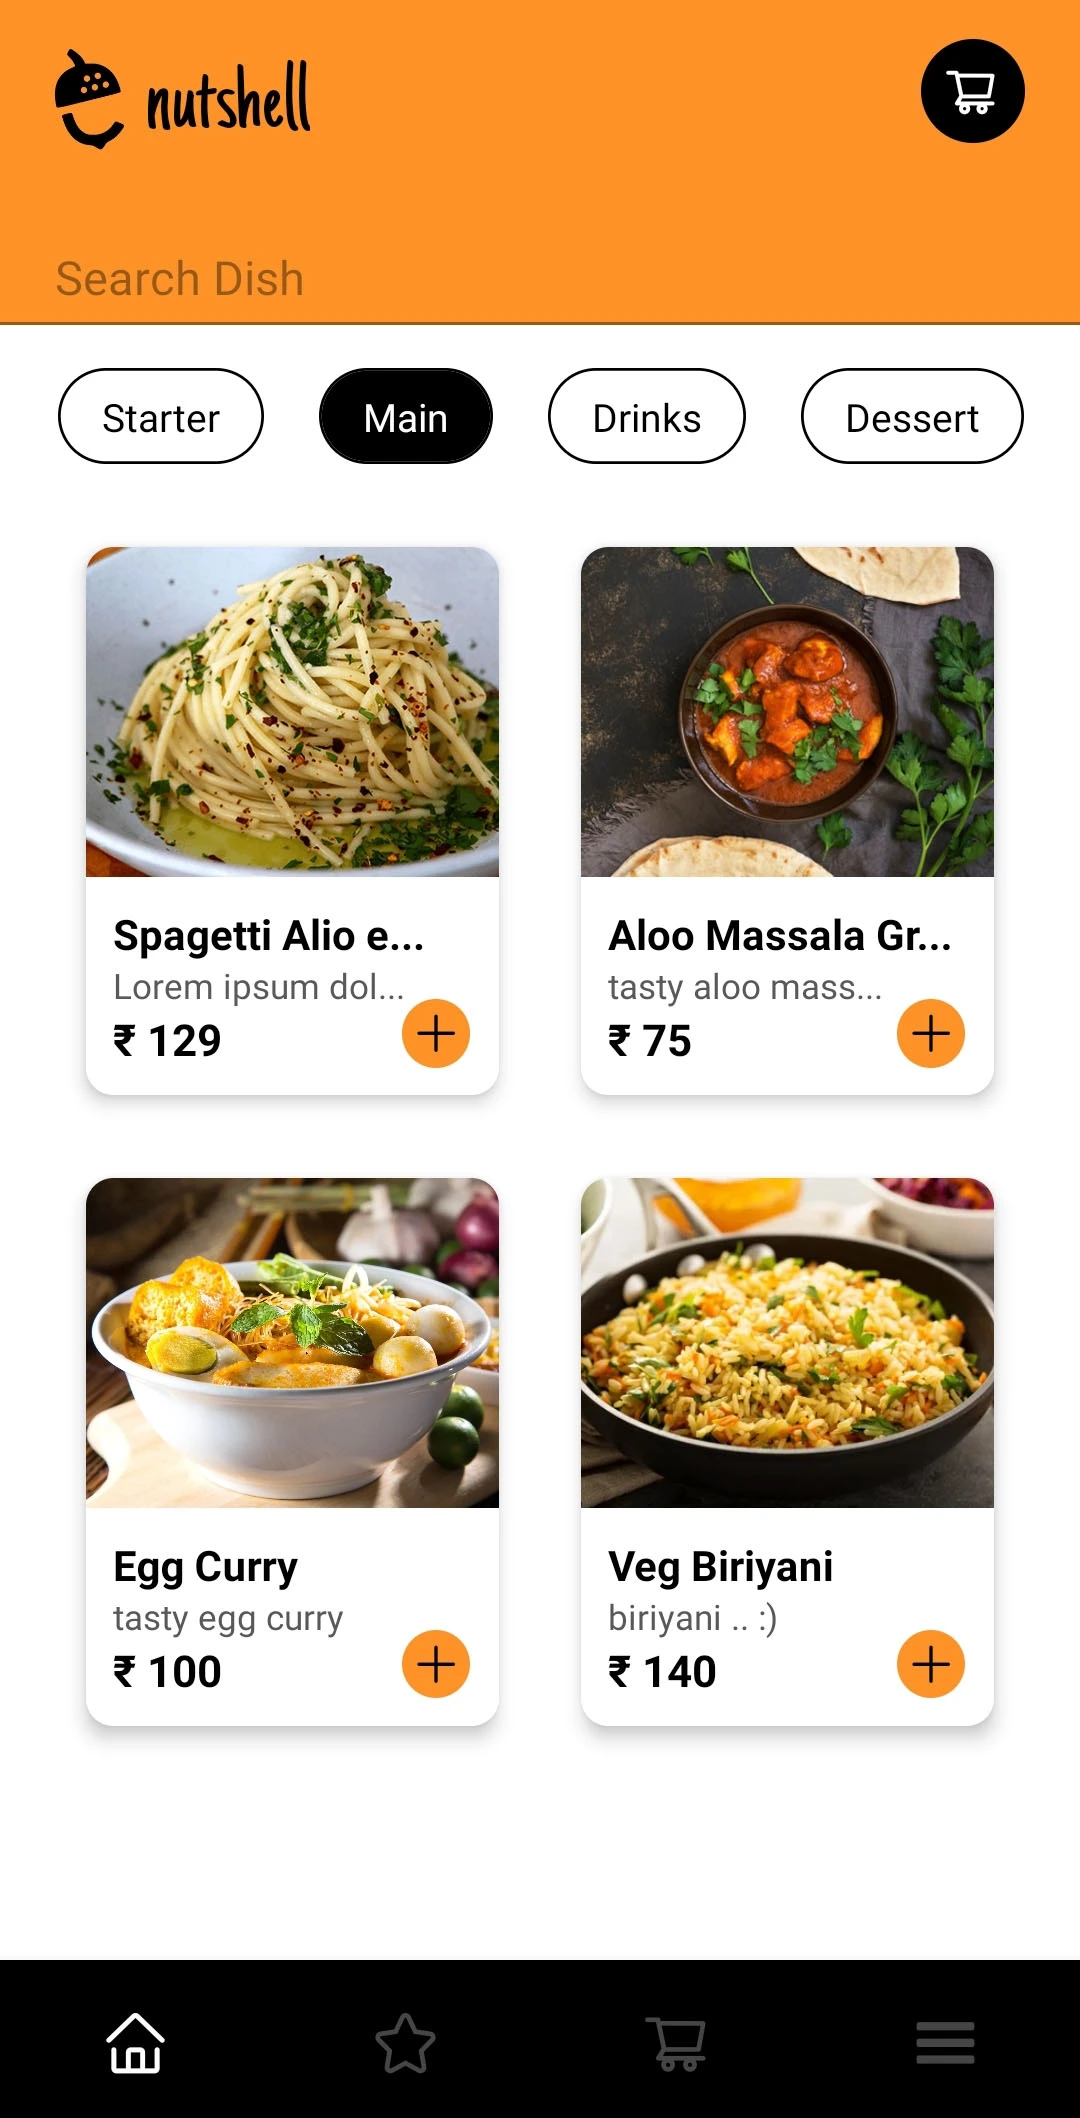 nutshell
Search Dish
Starter
Main
Drinks
Dessert
Spagetti Alio e...
Lorem ipsum dol...
₹ 129
Aloo Massala Gr...
tasty aloo mass...
₹ 75
Egg Curry
tasty egg curry
₹ 100
Veg Biriyani
biriyani .. :)
₹ 140